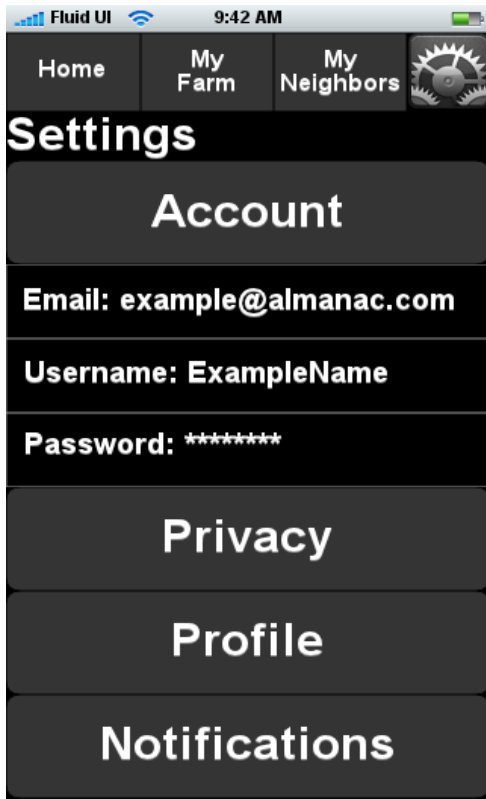 Fluid UI 9:42 AM
Home
My
Farm
My
Neighbors
Settings
Account
Email: example@almanac.com
Username: ExampleName
Password: ********
Privacy
Profile
Notifications